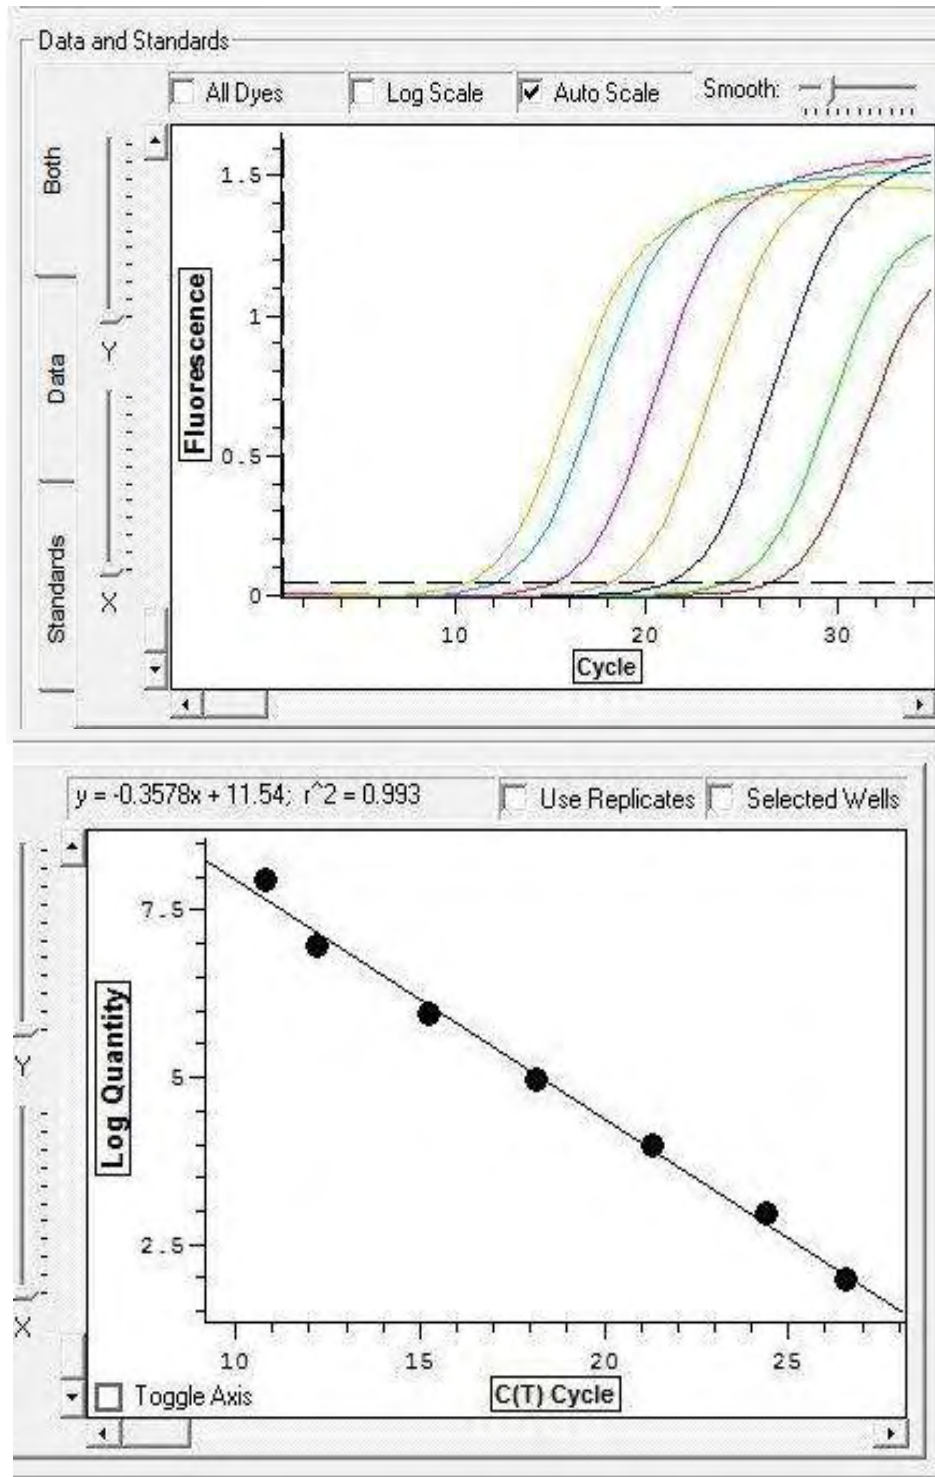 Data and Standards
All Dyes
Log Scale
Auto Scale
Smooth:
Both
Data
Standards
Y
X
Fluorescence
1.5
1
0.5
0
10
20
30
Cycle
y = -0.3578x + 11.54; r^2 = 0.993
Use Replicates
Selected Wells
Y
X
Log Quantity
7.5
5
2.5
10
15
20
25
Toggle Axis
C(T) Cycle